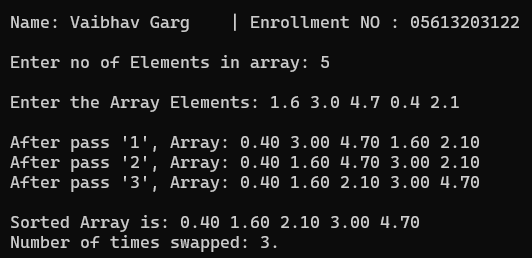 Name: Vaibhav Garg    | Enrollment NO : 05613203122
Enter no of Elements in array: 5
Enter the Array Elements: 1.6 3.0 4.7 0.4 2.1
After pass '1', Array: 0.40 3.00 4.70 1.60 2.10
After pass '2', Array: 0.40 1.60 4.70 3.00 2.10
After pass '3', Array: 0.40 1.60 2.10 3.00 4.70
Sorted Array is: 0.40 1.60 2.10 3.00 4.70
Number of times swapped: 3.